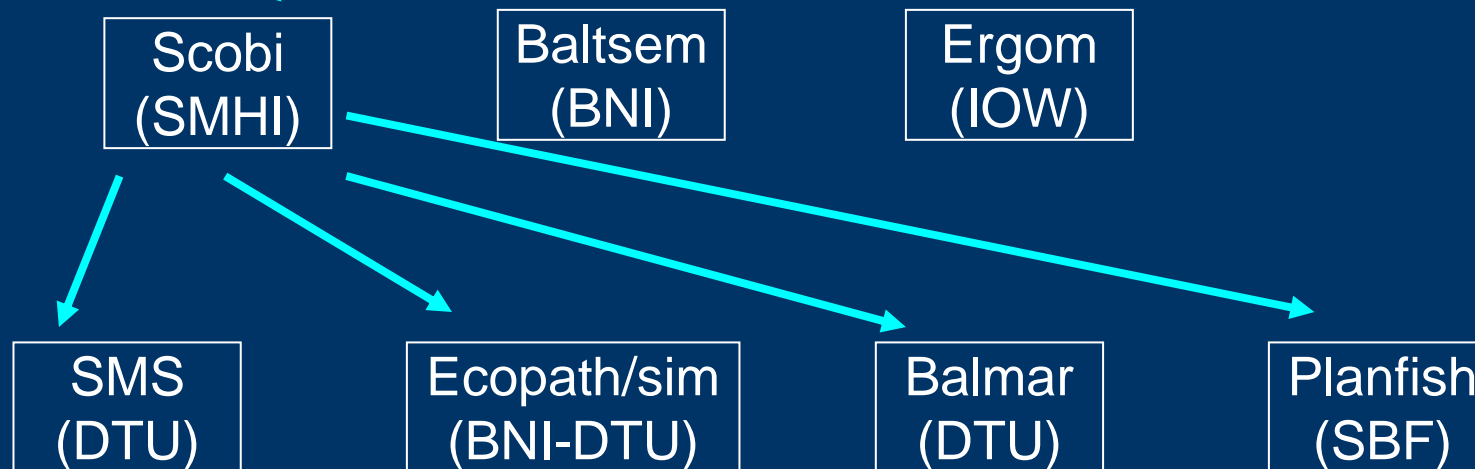 Scobi
(SMHI)
Baltsem
(BNI)
Ergom
(IOW)
SMS
(DTU)
Ecopath/sim
(BNI-DTU)
Balmar
(DTU)
Planfish
(SBF)